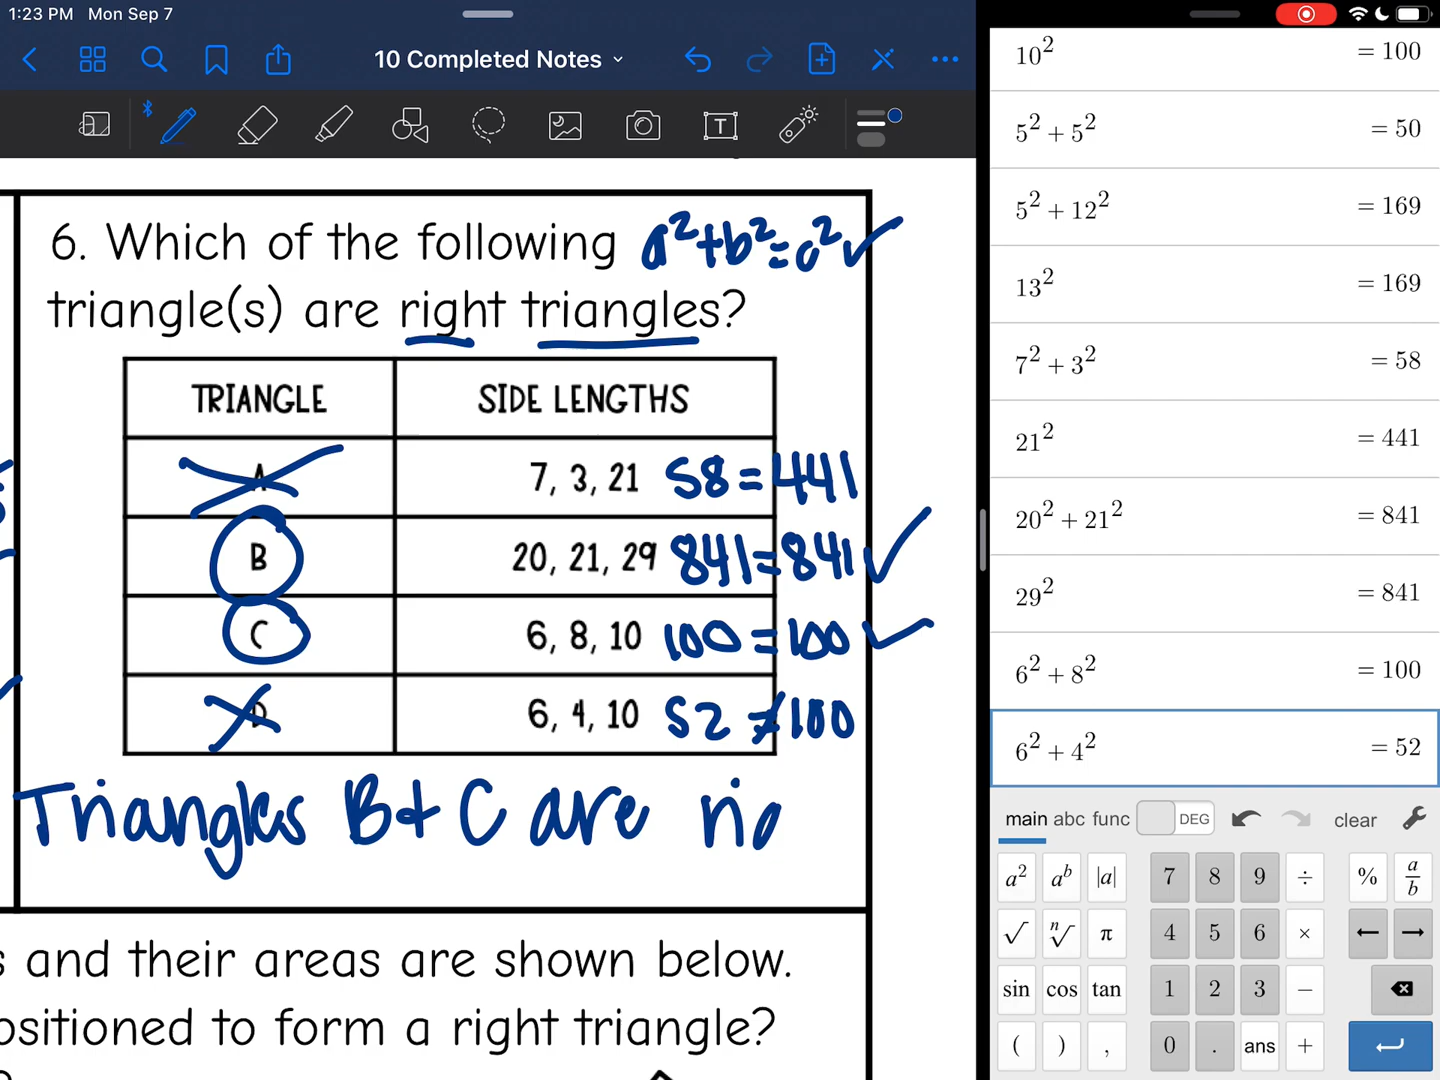 1:23 PM Mon Sep 7
10 Completed Notes
6. Which of the following a²+b²=c² ✓
triangle(s) are right triangles?
TRIANGLE SIDE LENGTHS
A 7, 3, 21 58=441
B 20, 21, 29 841=841 ✓
C 6, 8, 10 100=100 ✓
D 6, 4, 10 52≠100
Triangles B+C are
s and their areas are shown below.
ositioned to form a right triangle?
10² = 100
5² + 5² = 50
5² + 12² = 169
13² = 169
7² + 3² = 58
21² = 441
20² + 21² = 841
29² = 841
6² + 8² = 100
6² + 4² = 52
main abc func DEG clear
a² aᵇ |a| 7 8 9 ÷ % a/b
√ ⁿ√ π 4 5 6 × ← →
sin cos tan 1 2 3 −
( ) , 0 . ans +